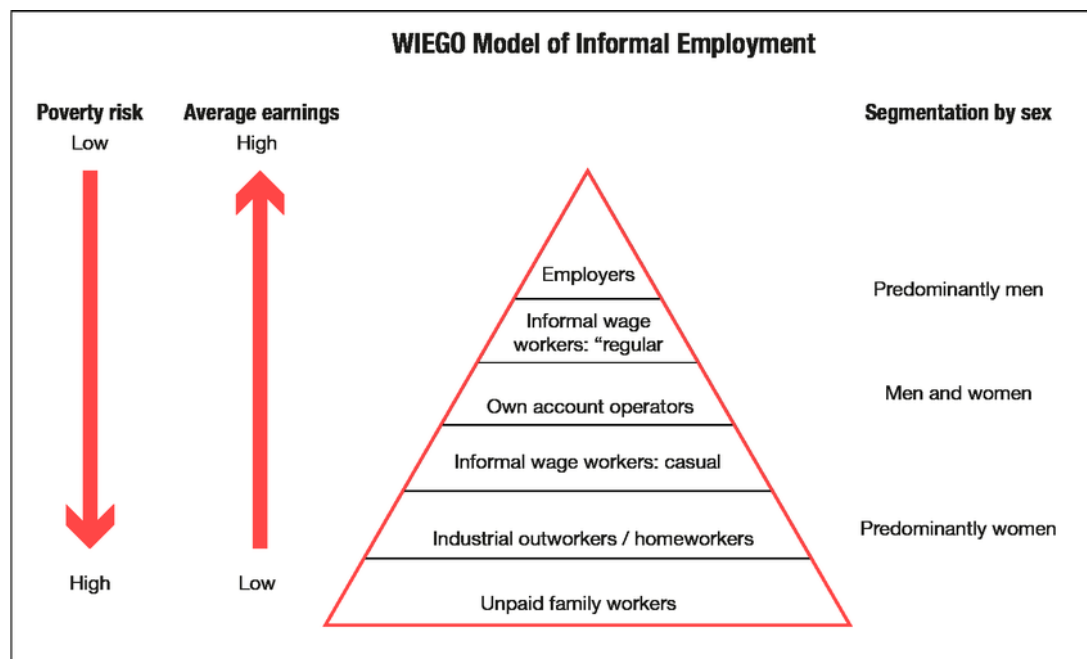 WIEGO Model of Informal Employment
Poverty risk
Low
High
Average earnings
High
Low
Employers
Informal wage
workers: “regular
Own account operators
Informal wage workers: casual
Industrial outworkers / homeworkers
Unpaid family workers
Segmentation by sex
Predominantly men
Men and women
Predominantly women